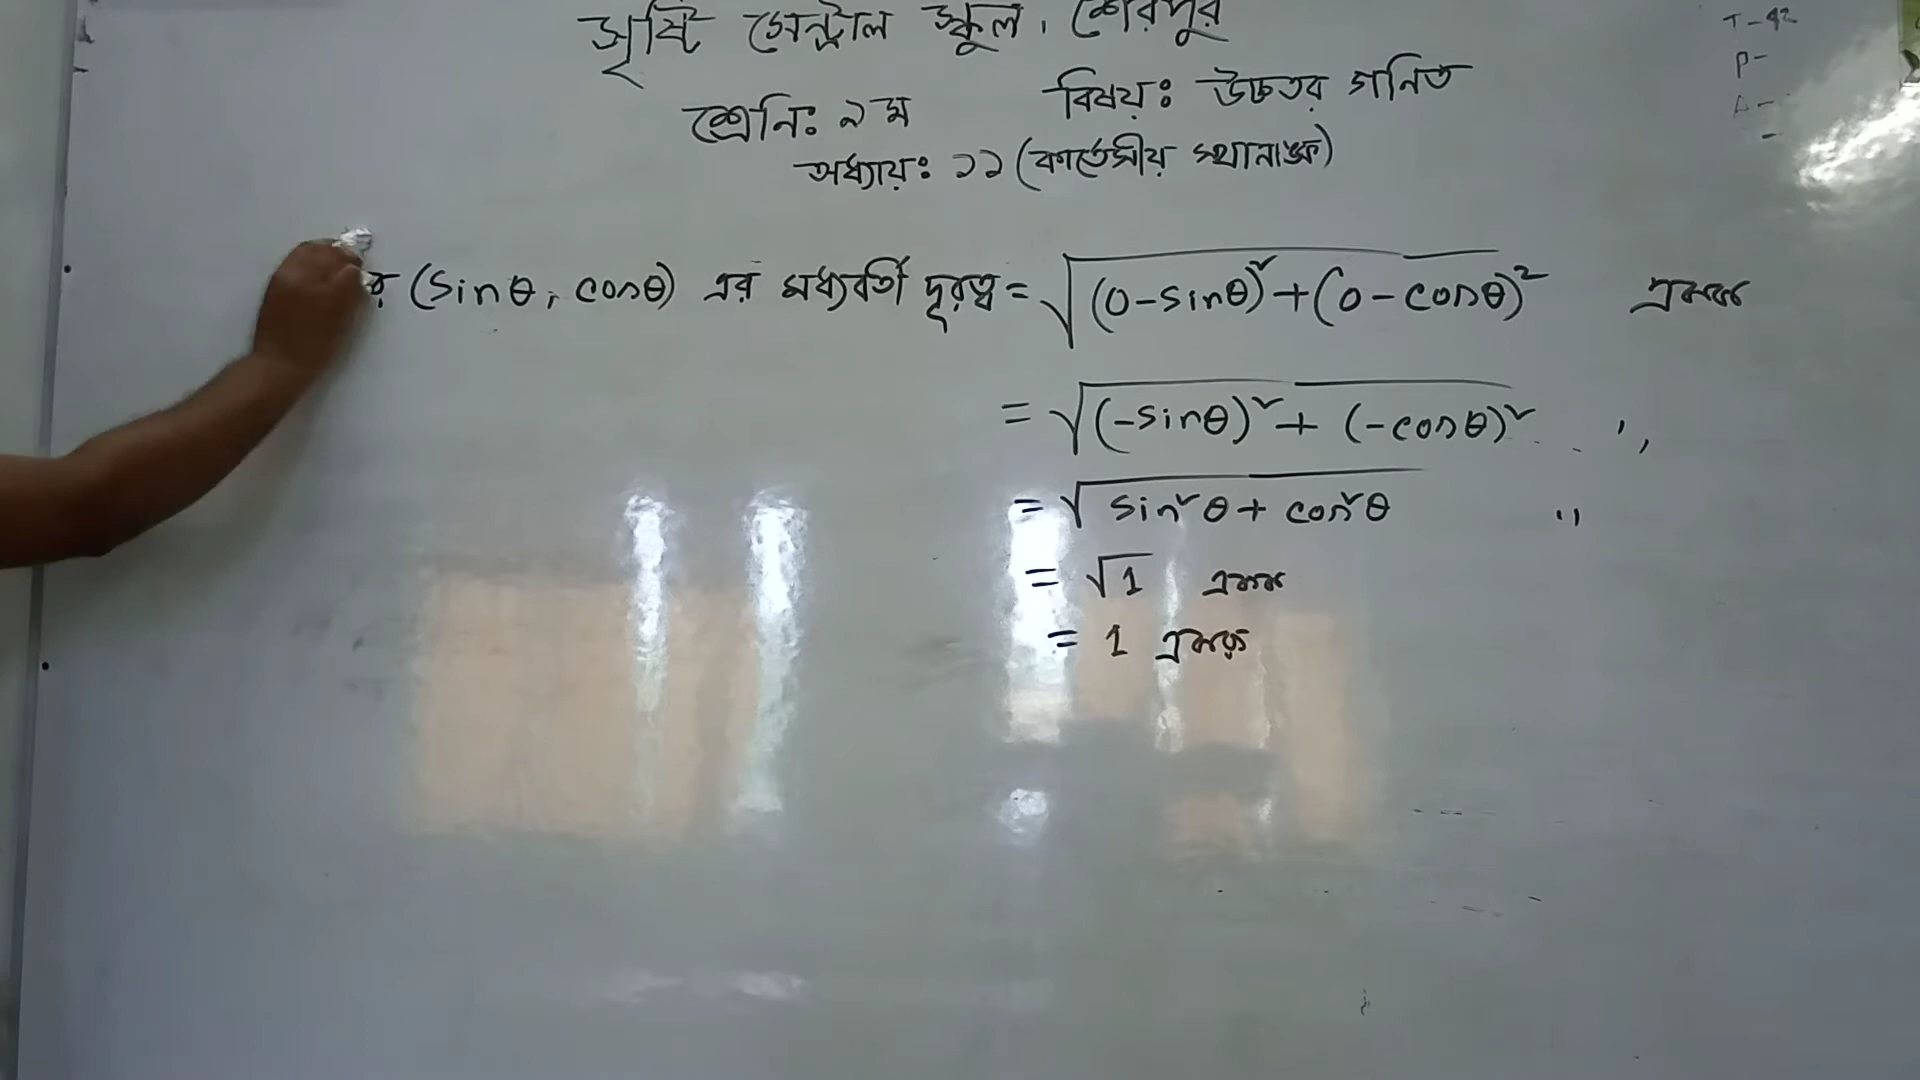 সৃষ্টি সেন্ট্রাল স্কুল, শেরপুর
T-42
P-
শ্রেনিঃ ৯ম বিষয়ঃ উচ্চতর গনিত
অধ্যায়ঃ ১১ (কার্তেসীয় স্থানাঙ্ক)
র (sinθ, cosθ) এর মধ্যবর্তী দূরত্ব = √((0-sinθ)²+(0-cosθ)²) একক
= √((-sinθ)²+(-cosθ)²) ''
= √(sin²θ+cos²θ) ''
= √1 একক
= 1 একক